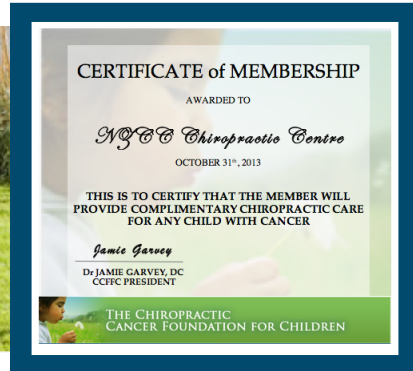 CERTIFICATE of MEMBERSHIP
AWARDED TO
NZCC Chiropractic Centre
OCTOBER 31st, 2013
THIS IS TO CERTIFY THAT THE MEMBER WILL
PROVIDE COMPLIMENTARY CHIROPRACTIC CARE
FOR ANY CHILD WITH CANCER
Jamie Garvey
Dr JAMIE GARVEY, DC
CCFFC PRESIDENT
THE CHIROPRACTIC
CANCER FOUNDATION FOR CHILDREN